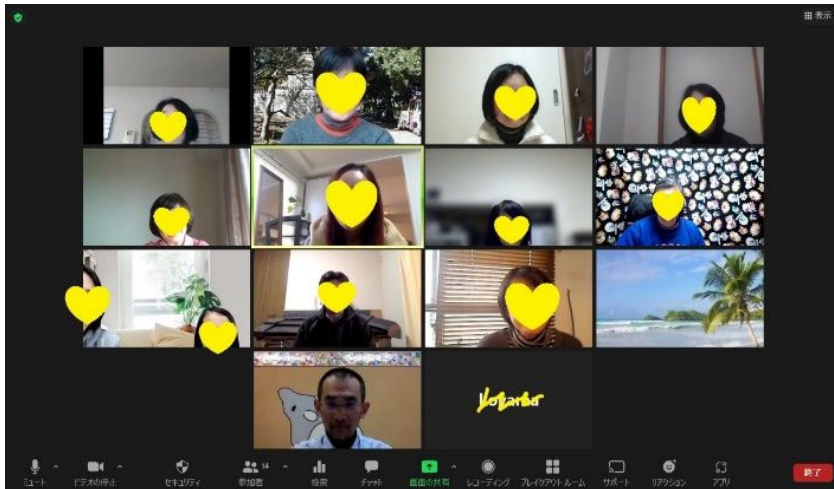 表示
ミュート
ビデオの停止
セキュリティ
参加者
14
投票
チャット
画面の共有
レコーディング
ブレイクアウト ルーム
サポート
リアクション
アプリ
終了